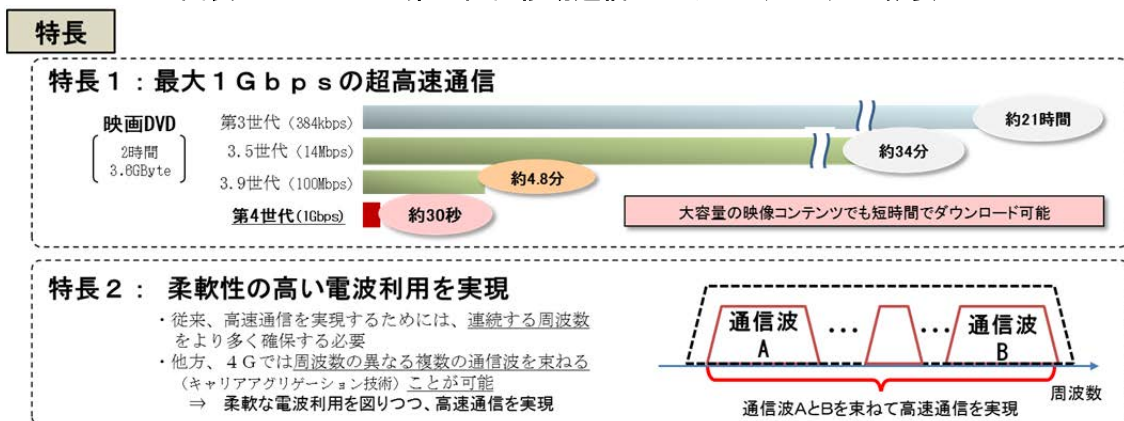 特長
特長1:最大1Gbpsの超高速通信
映画DVD
2時間
3.6GByte
第3世代(384kbps)
約21時間
3.5世代(14Mbps)
約34分
3.9世代(100Mbps)
約4.8分
第4世代(1Gbps)
約30秒
大容量の映像コンテンツでも短時間でダウンロード可能
特長2: 柔軟性の高い電波利用を実現
・従来、高速通信を実現するためには、連続する周波数
をより多く確保する必要
・他方、4Gでは周波数の異なる複数の通信波を束ねる
(キャリアアグリゲーション技術)ことが可能
⇒ 柔軟な電波利用を図りつつ、高速通信を実現
通信波
A
…
…
通信波
B
周波数
通信波AとBを束ねて高速通信を実現